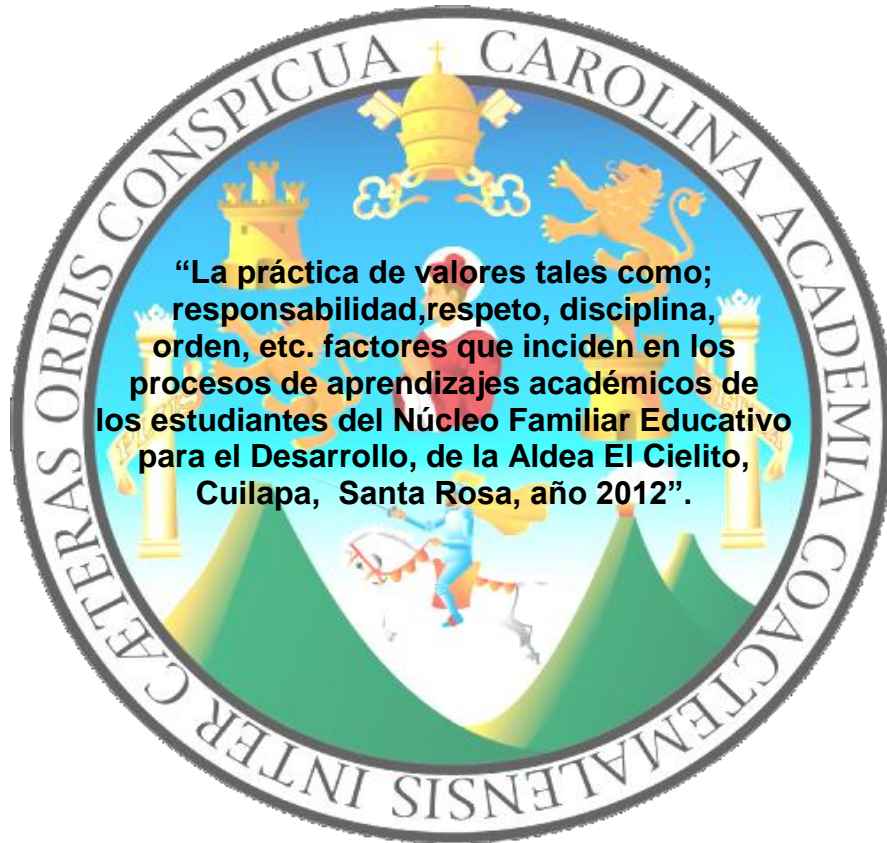 CAROLINA ACADEMIA COACTEMALENSIS INTER CÆTERAS ORBIS CONSPICUA
“La práctica de valores tales como;
responsabilidad,respeto, disciplina,
orden, etc. factores que inciden en los
procesos de aprendizajes académicos de
los estudiantes del Núcleo Familiar Educativo
para el Desarrollo, de la Aldea El Cielito,
Cuilapa, Santa Rosa, año 2012”.